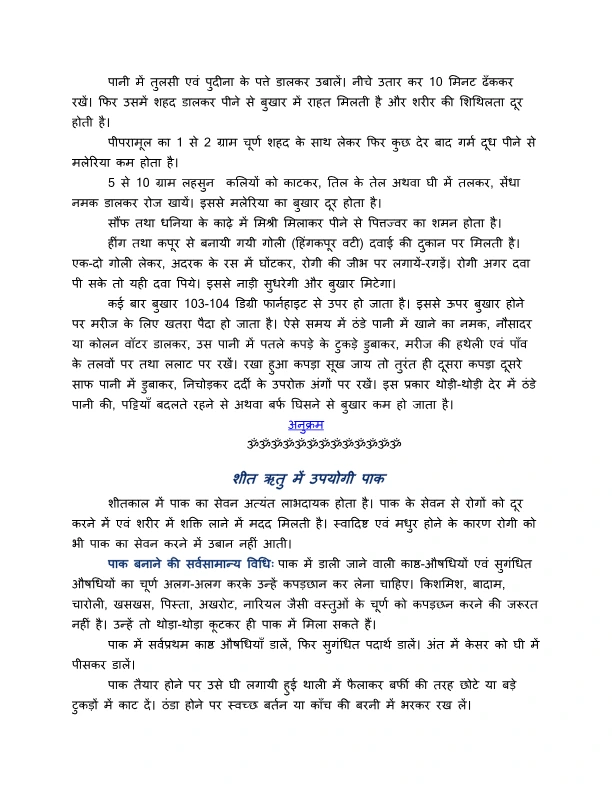 पानी में तुलसी एवं पुदीना के पत्ते डालकर उबालें। नीचे उतार कर 10 मिनट ढँककर
रखें। फिर उसमें शहद डालकर पीने से बुखार में राहत मिलती है और शरीर की शिथिलता दूर
होती है।
पीपरामूल का 1 से 2 ग्राम चूर्ण शहद के साथ लेकर फिर कुछ देर बाद गर्म दूध पीने से
मलेरिया कम होता है।
5 से 10 ग्राम लहसुन कलियों को काटकर, तिल के तेल अथवा घी में तलकर, सेंधा
नमक डालकर रोज खायें। इससे मलेरिया का बुखार दूर होता है।
सौंफ तथा धनिया के काढ़े में मिश्री मिलाकर पीने से पित्तज्वर का शमन होता है।
हींग तथा कपूर से बनायी गयी गोली (हिंगकपूर वटी) दवाई की दुकान पर मिलती है।
एक-दो गोली लेकर, अदरक के रस में घोंटकर, रोगी की जीभ पर लगायें-रगड़ें। रोगी अगर दवा
पी सके तो यही दवा पिये। इससे नाड़ी सुधरेगी और बुखार मिटेगा।
कई बार बुखार 103-104 डिग्री फार्नहाइट से उपर हो जाता है। इससे ऊपर बुखार होने
पर मरीज के लिए खतरा पैदा हो जाता है। ऐसे समय में ठंडे पानी में खाने का नमक, नौसादर
या कोलन वॉटर डालकर, उस पानी में पतले कपड़े के टुकड़े डुबाकर, मरीज की हथेली एवं पाँव
के तलवों पर तथा ललाट पर रखें। रखा हुआ कपड़ा सूख जाय तो तुरंत ही दूसरा कपड़ा दूसरे
साफ पानी में डुबाकर, निचोड़कर दर्दी के उपरोक्त अंगों पर रखें। इस प्रकार थोड़ी-थोड़ी देर में ठंडे
पानी की, पट्टियाँ बदलते रहने से अथवा बर्फ घिसने से बुखार कम हो जाता है।
अनुक्रम
ॐॐॐॐॐॐॐॐॐॐॐॐॐ
शीत ऋतु में उपयोगी पाक
शीतकाल में पाक का सेवन अत्यंत लाभदायक होता है। पाक के सेवन से रोगों को दूर
करने में एवं शरीर में शक्ति लाने में मदद मिलती है। स्वादिष्ट एवं मधुर होने के कारण रोगी को
भी पाक का सेवन करने में उबान नहीं आती।
पाक बनाने की सर्वसामान्य विधिः पाक में डाली जाने वाली काष्ठ-औषधियों एवं सुगंधित
औषधियों का चूर्ण अलग-अलग करके उन्हें कपड़छान कर लेना चाहिए। किशमिश, बादाम,
चारोली, खसखस, पिस्ता, अखरोट, नारियल जैसी वस्तुओं के चूर्ण को कपड़छन करने की जरूरत
नहीं है। उन्हें तो थोड़ा-थोड़ा कूटकर ही पाक में मिला सकते हैं।
पाक में सर्वप्रथम काष्ठ औषधियाँ डालें, फिर सुगंधित पदार्थ डालें। अंत में केसर को घी में
पीसकर डालें।
पाक तैयार होने पर उसे घी लगायी हुई थाली में फैलाकर बर्फी की तरह छोटे या बड़े
टुकड़ों में काट दें। ठंडा होने पर स्वच्छ बर्तन या काँच की बरनी में भरकर रख लें।